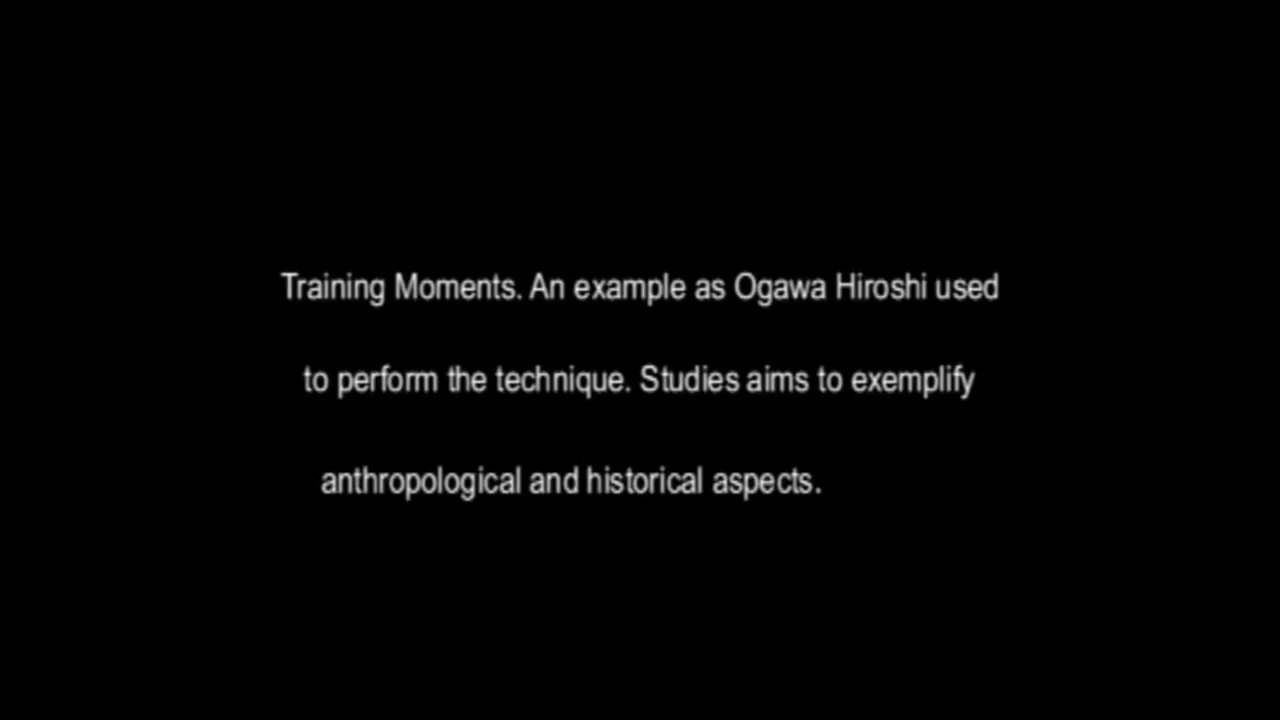 Training Moments. An example as Ogawa Hiroshi used
to perform the technique. Studies aims to exemplify
anthropological and historical aspects.